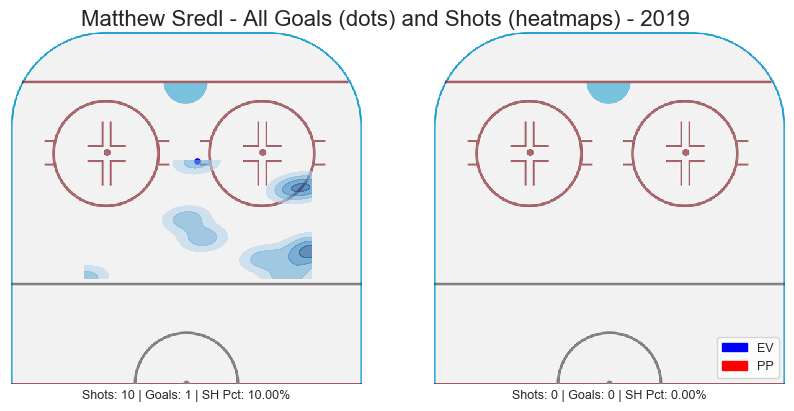 Matthew Sredl - All Goals (dots) and Shots (heatmaps) - 2019
EV
PP
Shots: 10 | Goals: 1 | SH Pct: 10.00%
Shots: 0 | Goals: 0 | SH Pct: 0.00%